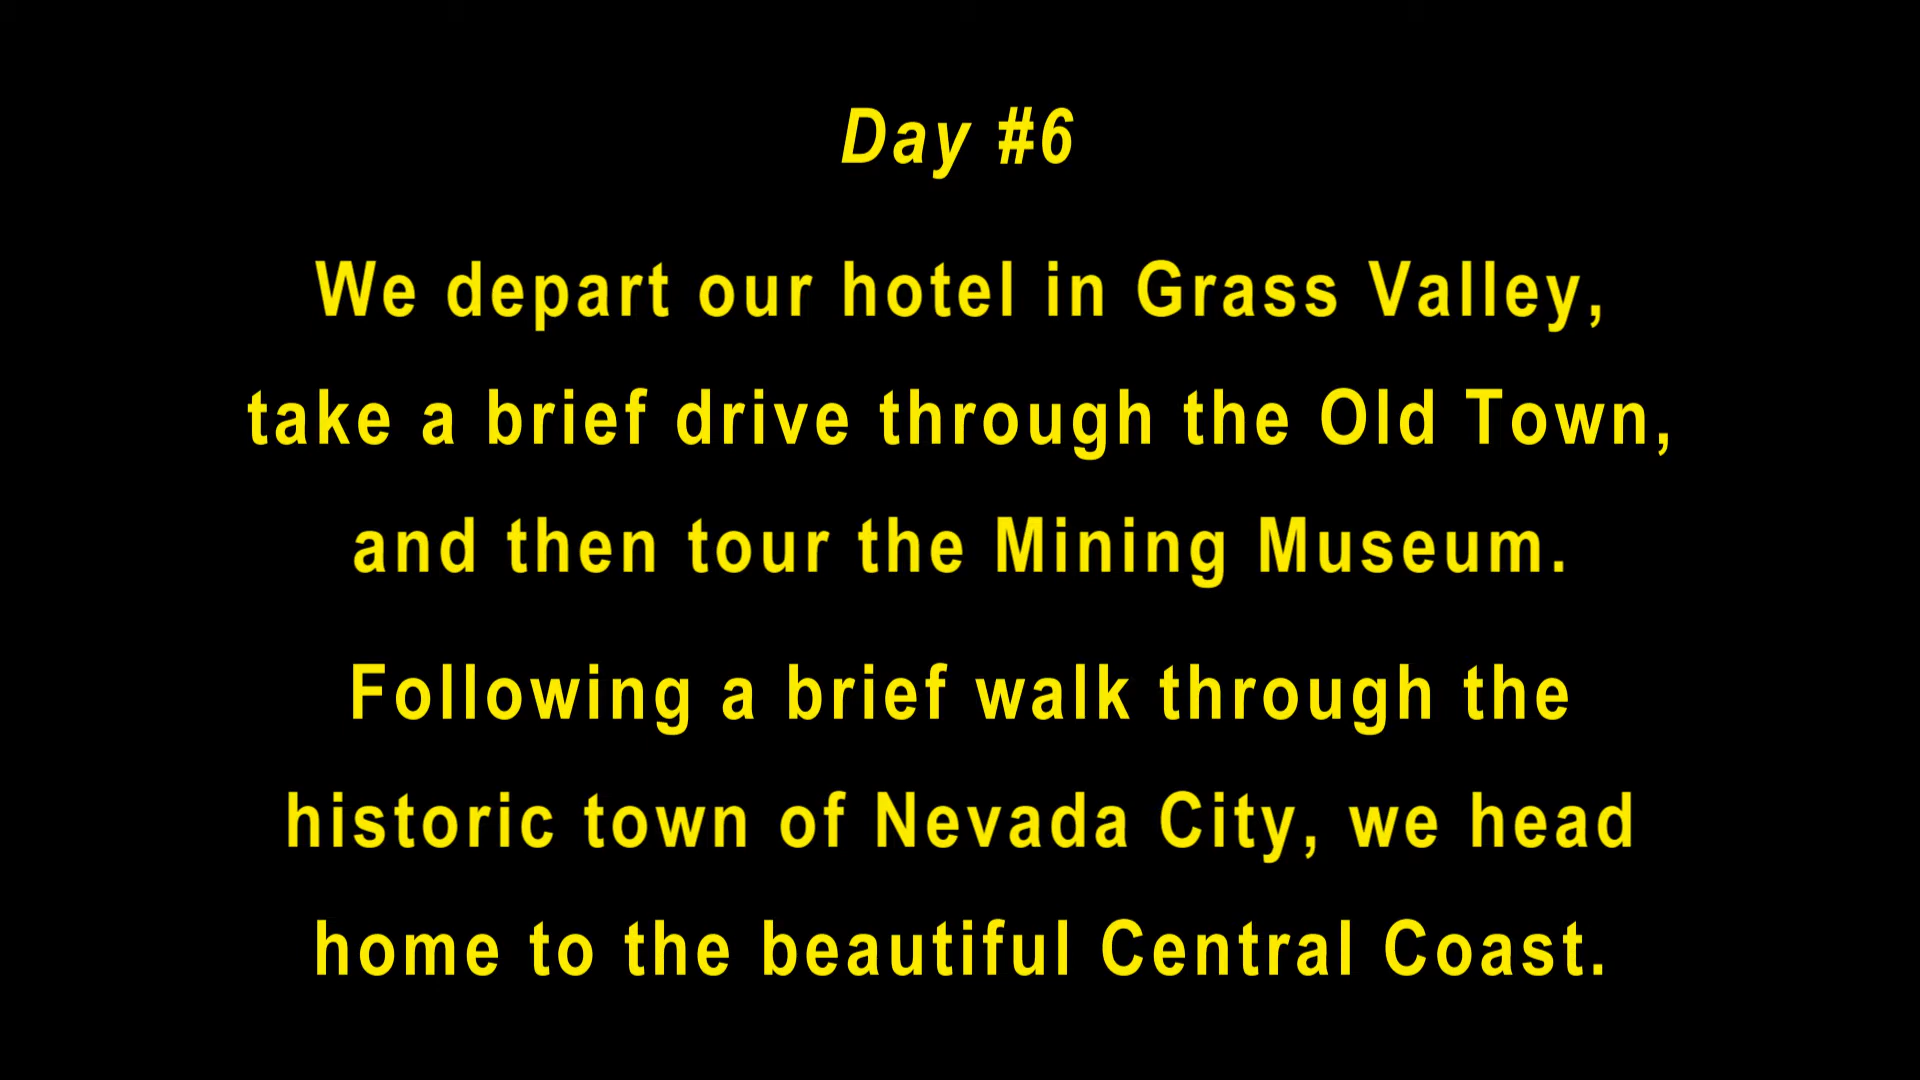 Day #6
We depart our hotel in Grass Valley,
take a brief drive through the Old Town,
and then tour the Mining Museum.
Following a brief walk through the
historic town of Nevada City, we head
home to the beautiful Central Coast.